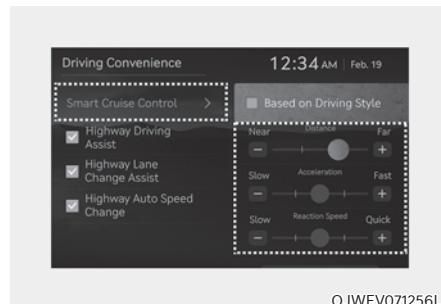 Driving Convenience
12:34 AM | Feb. 19
Smart Cruise Control >
Based on Driving Style
Highway Driving
Assist
Highway Lane
Change Assist
Highway Auto Speed
Change
Near Distance Far
Slow Acceleration Fast
Slow Reaction Speed Quick
OJWEV071256L